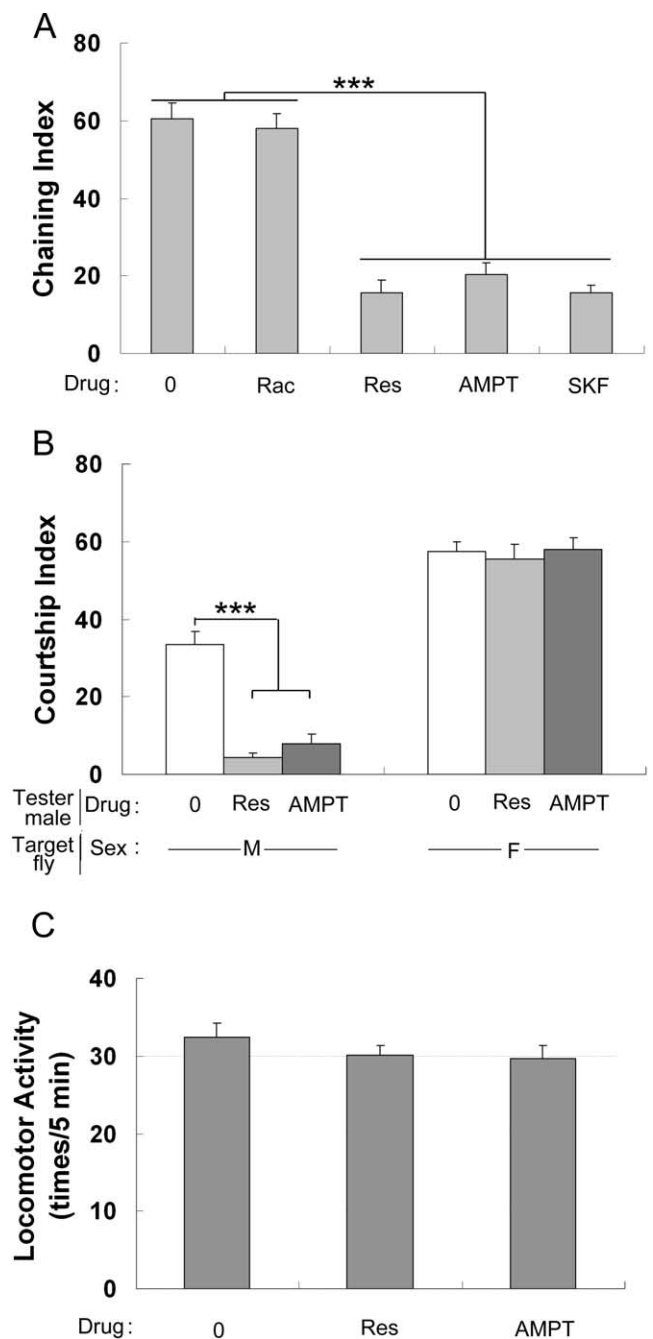 A
80
***
60
40
20
0
Chaining Index
Drug: 0 Rac Res AMPT SKF
B
80
60
***
40
20
0
Courtship Index
Tester male Drug: 0 Res AMPT 0 Res AMPT
Target fly Sex: M F
C
40
30
20
10
0
Locomotor Activity
(times/5 min)
Drug: 0 Res AMPT